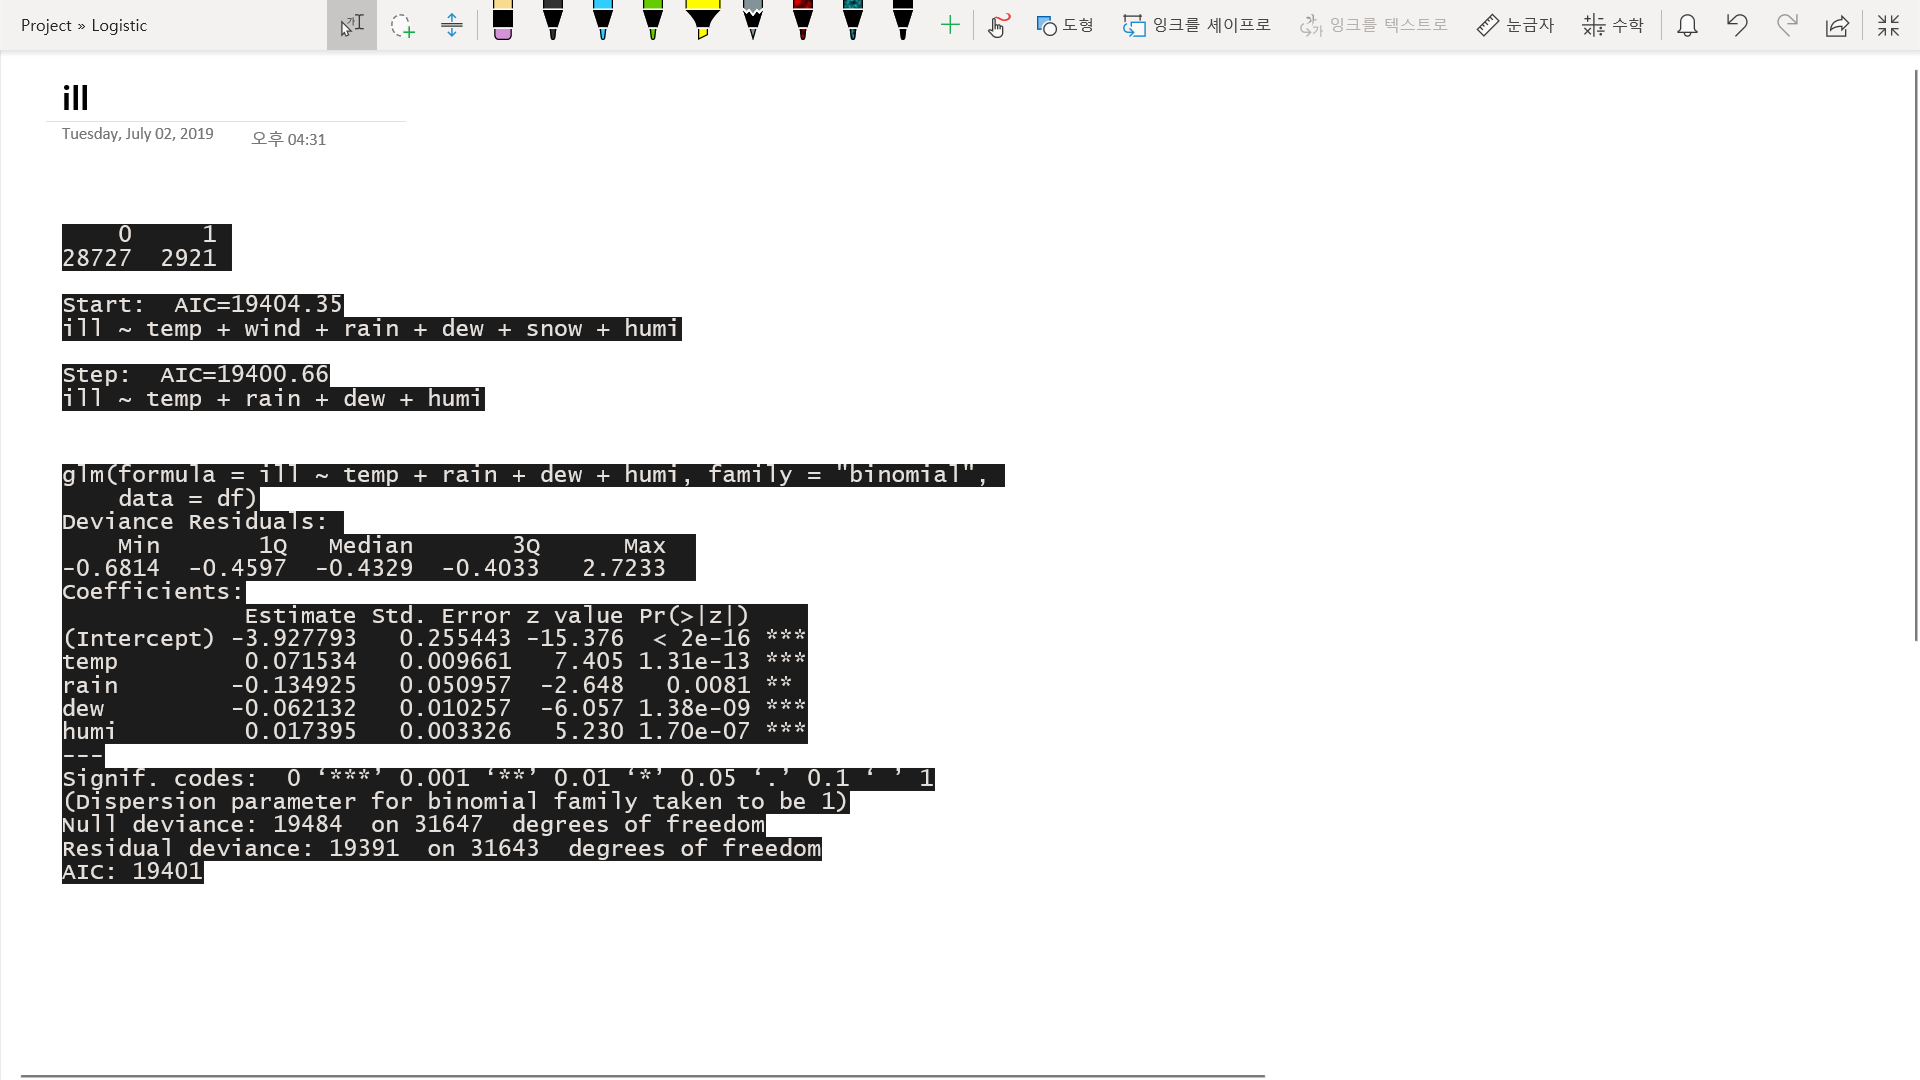 Project » Logistic
도형
잉크를 셰이프로
잉크를 텍스트로
눈금자
수학
ill
Tuesday, July 02, 2019 오후 04:31
0 1
28727 2921
Start: AIC=19404.35
ill ~ temp + wind + rain + dew + snow + humi
Step: AIC=19400.66
ill ~ temp + rain + dew + humi
glm(formula = ill ~ temp + rain + dew + humi, family = "binomial",
data = df)
Deviance Residuals:
Min 1Q Median 3Q Max
-0.6814 -0.4597 -0.4329 -0.4033 2.7233
Coefficients:
Estimate Std. Error z value Pr(>|z|)
(Intercept) -3.927793 0.255443 -15.376 < 2e-16 ***
temp 0.071534 0.009661 7.405 1.31e-13 ***
rain -0.134925 0.050957 -2.648 0.0081 **
dew -0.062132 0.010257 -6.057 1.38e-09 ***
humi 0.017395 0.003326 5.230 1.70e-07 ***
---
Signif. codes: 0 ‘***’ 0.001 ‘**’ 0.01 ‘*’ 0.05 ‘.’ 0.1 ‘ ’ 1
(Dispersion parameter for binomial family taken to be 1)
Null deviance: 19484 on 31647 degrees of freedom
Residual deviance: 19391 on 31643 degrees of freedom
AIC: 19401